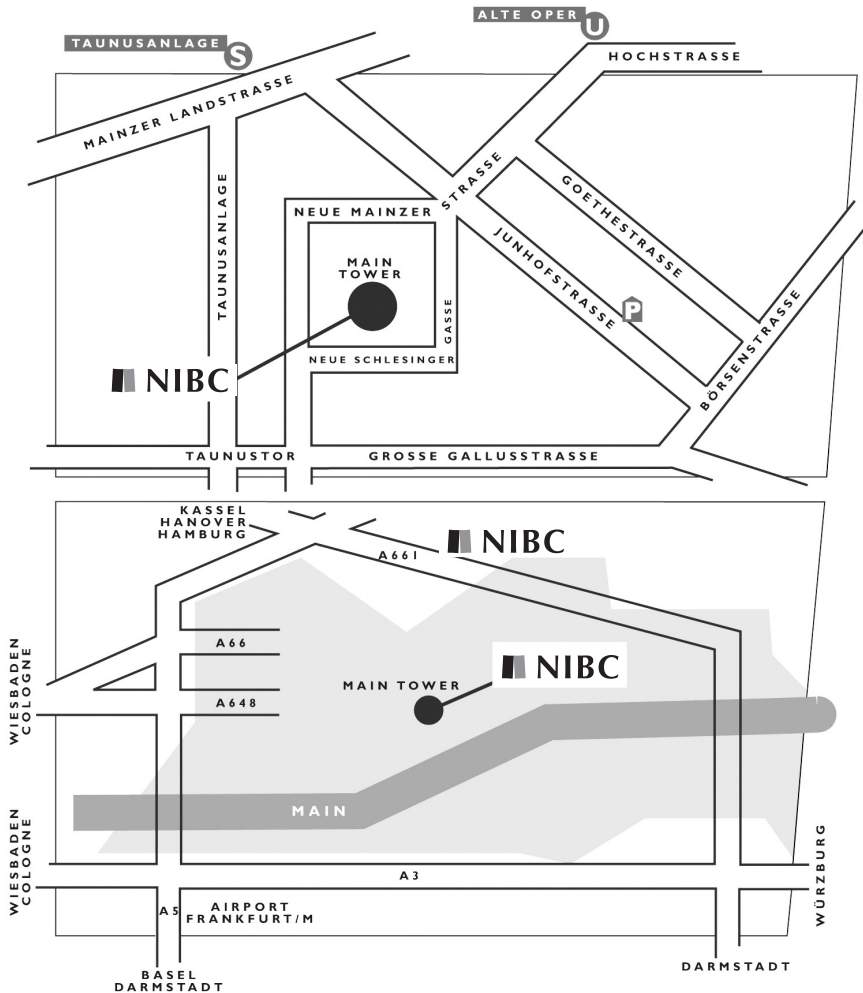 ALTE OPER U
TAUNUSANLAGE S
HOCHSTRASSE
MAINZER LANDSTRASSE
STRASSE
GOETHESTRASSE
TAUNUSANLAGE
NEUE MAINZER
JUNHOFSTRASSE
MAIN
TOWER
GASSE
P
BÖRSENSTRASSE
NEUE SCHLESINGER
NIBC
TAUNUSTOR
GROSSE GALLUSSTRASSE
KASSEL
HANOVER
HAMBURG
A661
NIBC
A66
WIESBADEN
COLOGNE
NIBC
MAIN TOWER
A648
MAIN
WIESBADEN
COLOGNE
A3
WÜRZBURG
A5
AIRPORT
FRANKFURT/M
BASEL
DARMSTADT
DARMSTADT